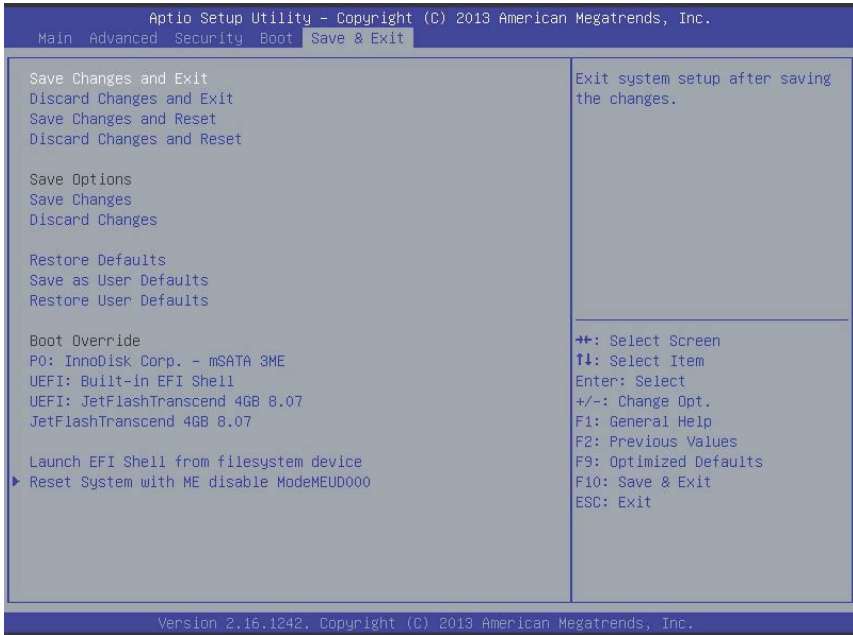 Aptio Setup Utility – Copyright (C) 2013 American Megatrends, Inc.
Main Advanced Security Boot Save & Exit
Save Changes and Exit
Discard Changes and Exit
Save Changes and Reset
Discard Changes and Reset
Save Options
Save Changes
Discard Changes
Restore Defaults
Save as User Defaults
Restore User Defaults
Boot Override
P0: InnoDisk Corp. - mSATA 3ME
UEFI: Built-in EFI Shell
UEFI: JetFlashTranscend 4GB 8.07
JetFlashTranscend 4GB 8.07
Launch EFI Shell from filesystem device
▶ Reset System with ME disable ModeMEUD000
Exit system setup after saving
the changes.
→←: Select Screen
↑↓: Select Item
Enter: Select
+/-: Change Opt.
F1: General Help
F2: Previous Values
F9: Optimized Defaults
F10: Save & Exit
ESC: Exit
Version 2.16.1242. Copyright (C) 2013 American Megatrends, Inc.